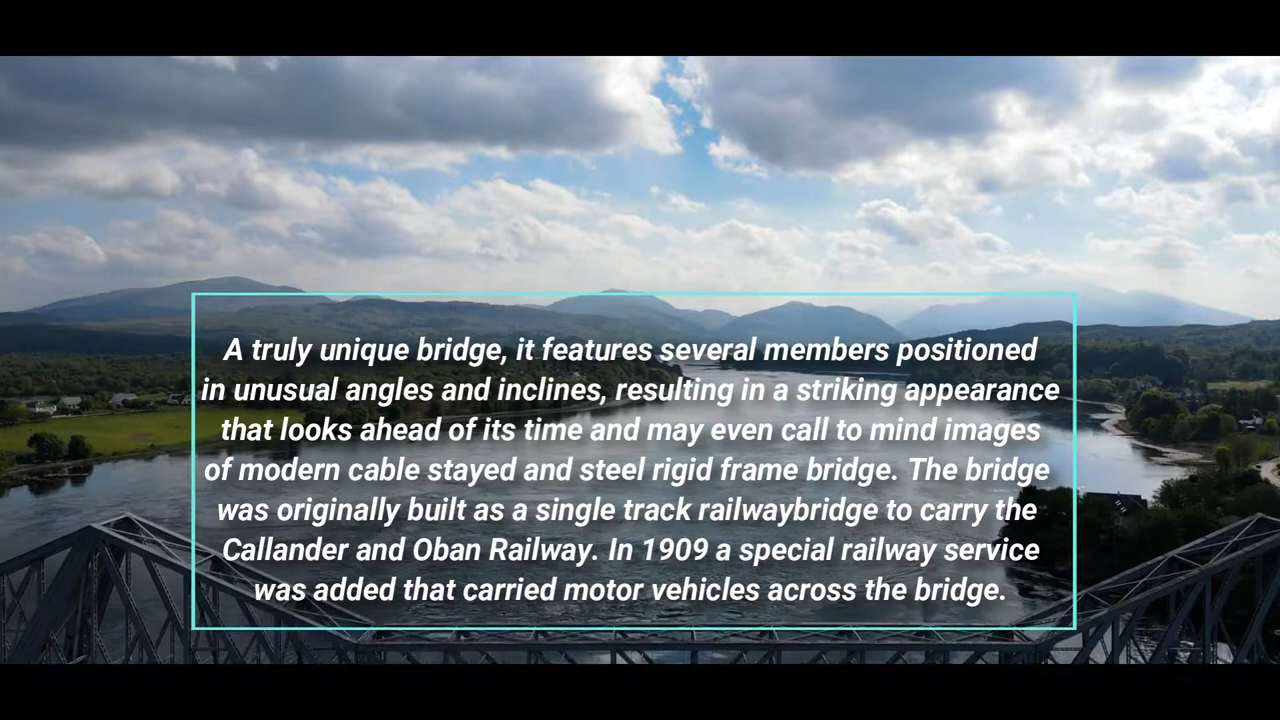 A truly unique bridge, it features several members positioned
in unusual angles and inclines, resulting in a striking appearance
that looks ahead of its time and may even call to mind images
of modern cable stayed and steel rigid frame bridge. The bridge
was originally built as a single track railwaybridge to carry the
Callander and Oban Railway. In 1909 a special railway service
was added that carried motor vehicles across the bridge.